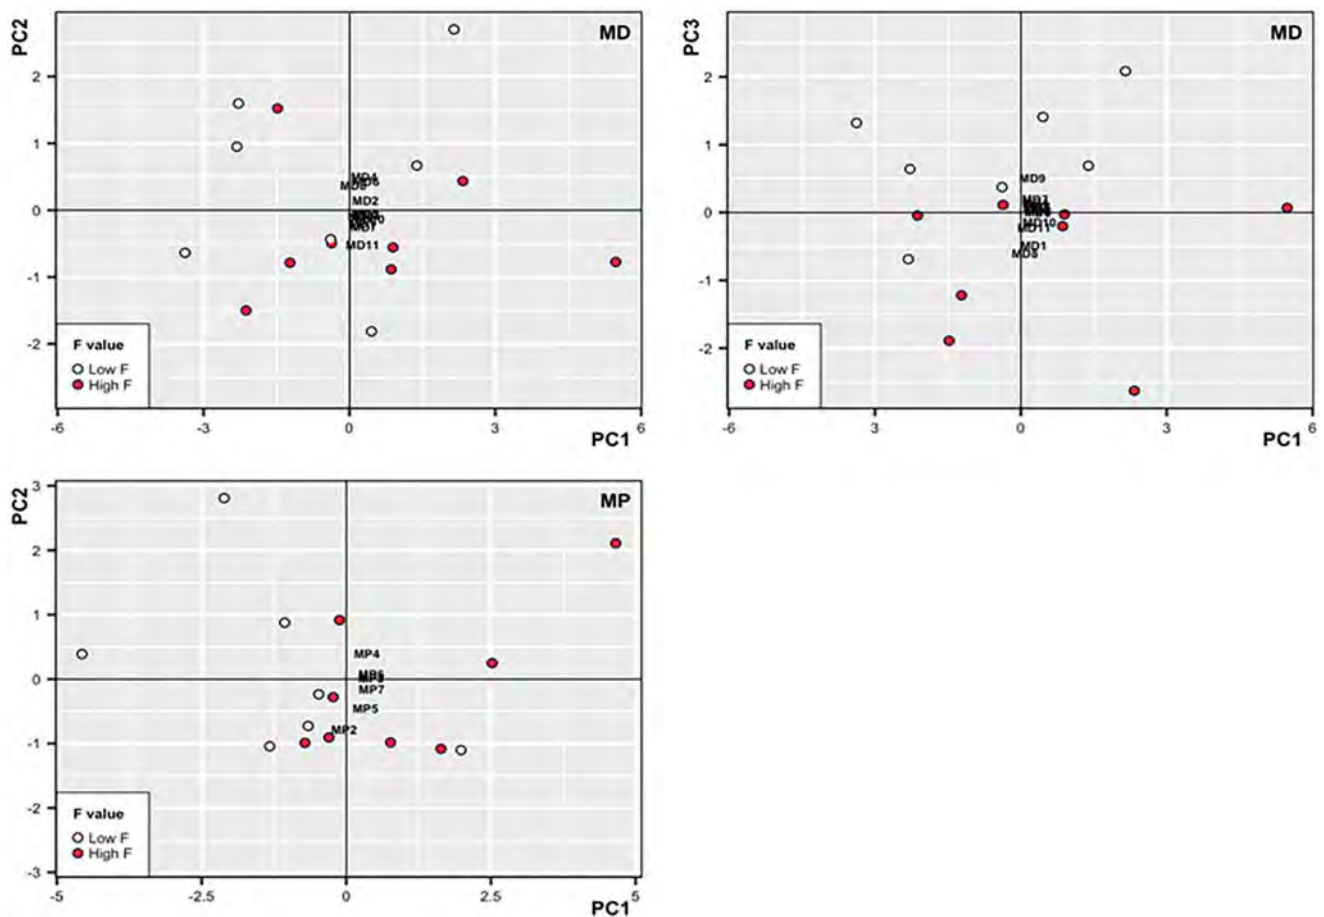 PC2
MD
2
1
0
-1
-2
MD4
MD2
MD11
F value
Low F
High F
-6
-3
0
3
6
PC1
PC3
MD
2
1
0
-1
-2
MD9
MD10
MD11
MD1
MD8
F value
Low F
High F
-6
3
0
3
6
PC1
PC2
MP
3
2
1
0
-1
-2
-3
MP4
MP7
MP5
MP2
F value
Low F
High F
-5
-2.5
0
2.5
5
PC1